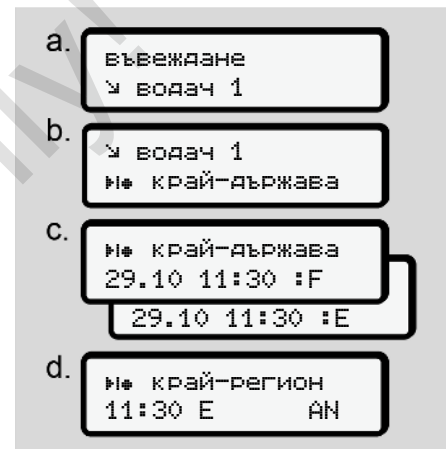 a.
въвеждане
водач 1
b.
водач 1
край-държава
c.
край-държава
29.10 11:30 :F
29.10 11:30 :E
d.
край-регион
11:30 E AN